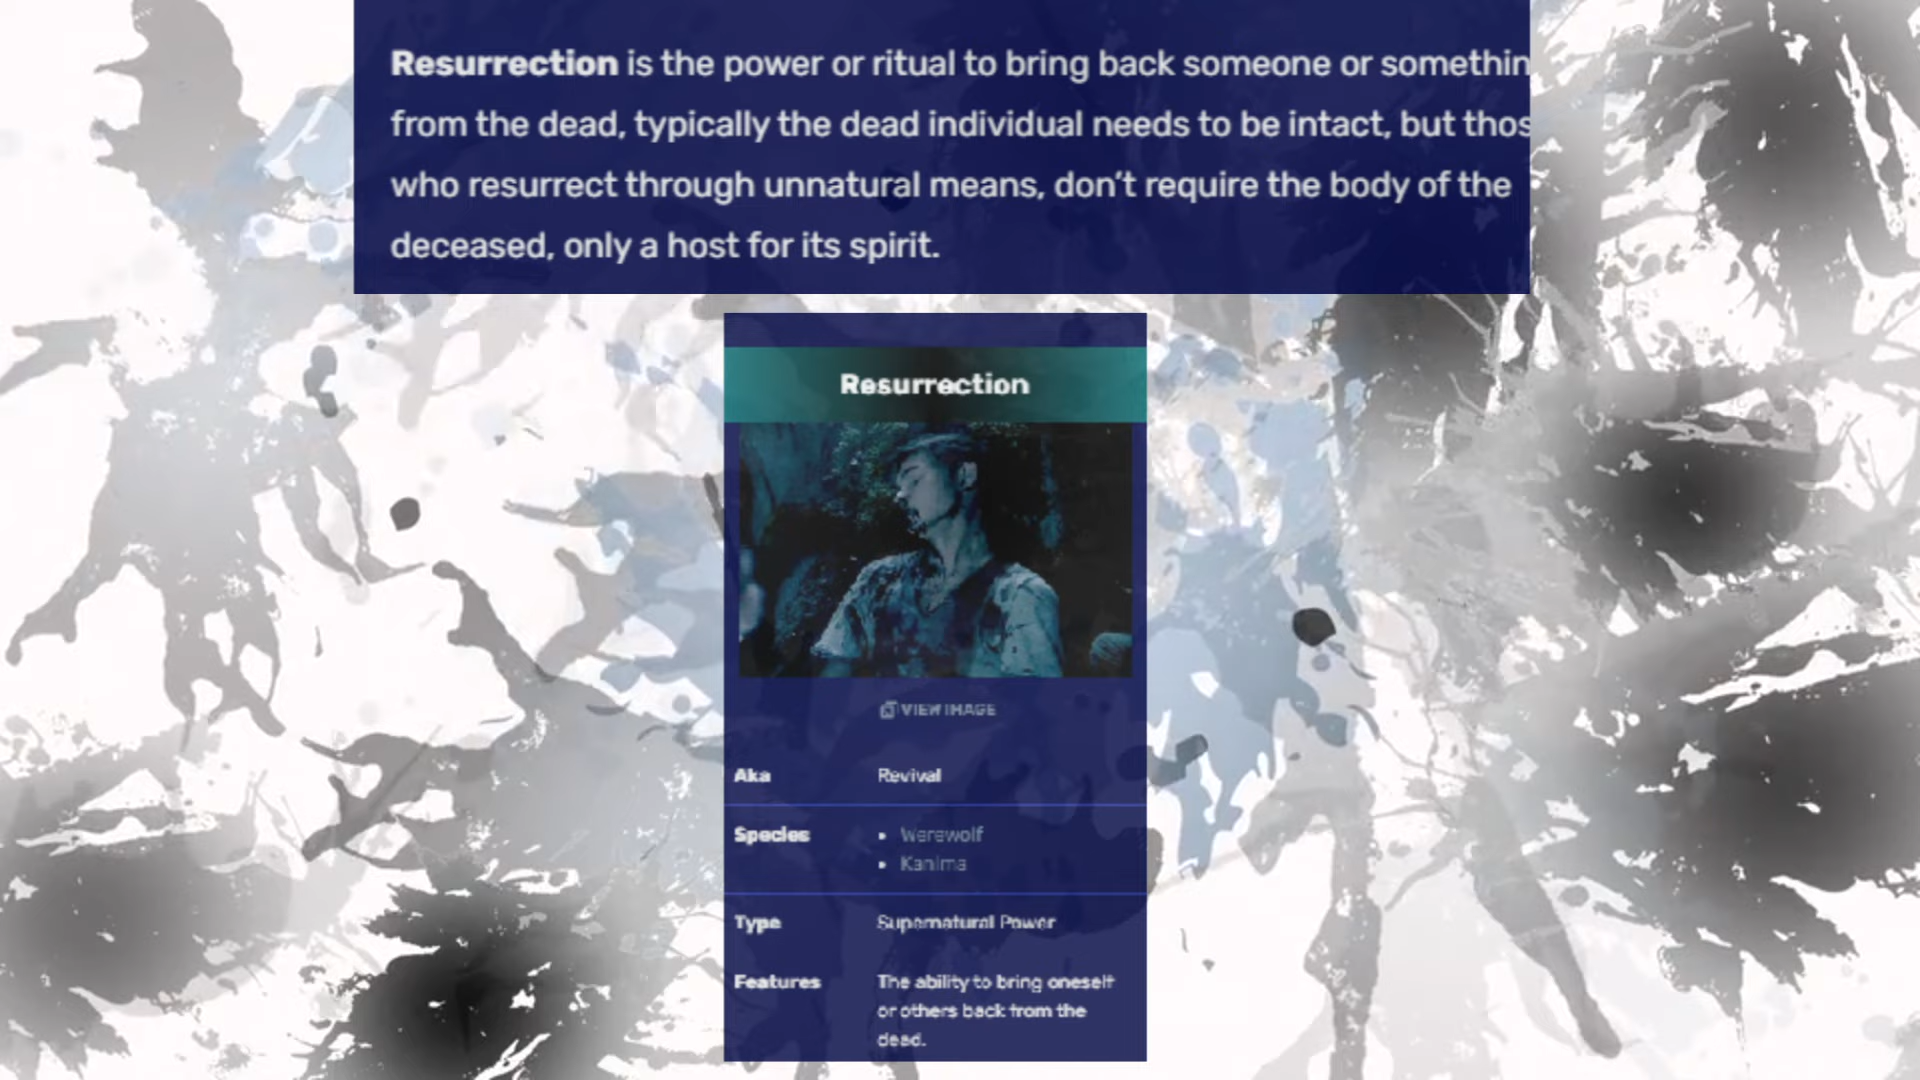 Resurrection is the power or ritual to bring back someone or somethin
from the dead, typically the dead individual needs to be intact, but thos
who resurrect through unnatural means, don't require the body of the
deceased, only a host for its spirit.
Resurrection
VIEW IMAGE
Aka Revival
Species • Werewolf
• Kanima
Type Supernatural Power
Features The ability to bring oneself
or others back from the
dead.